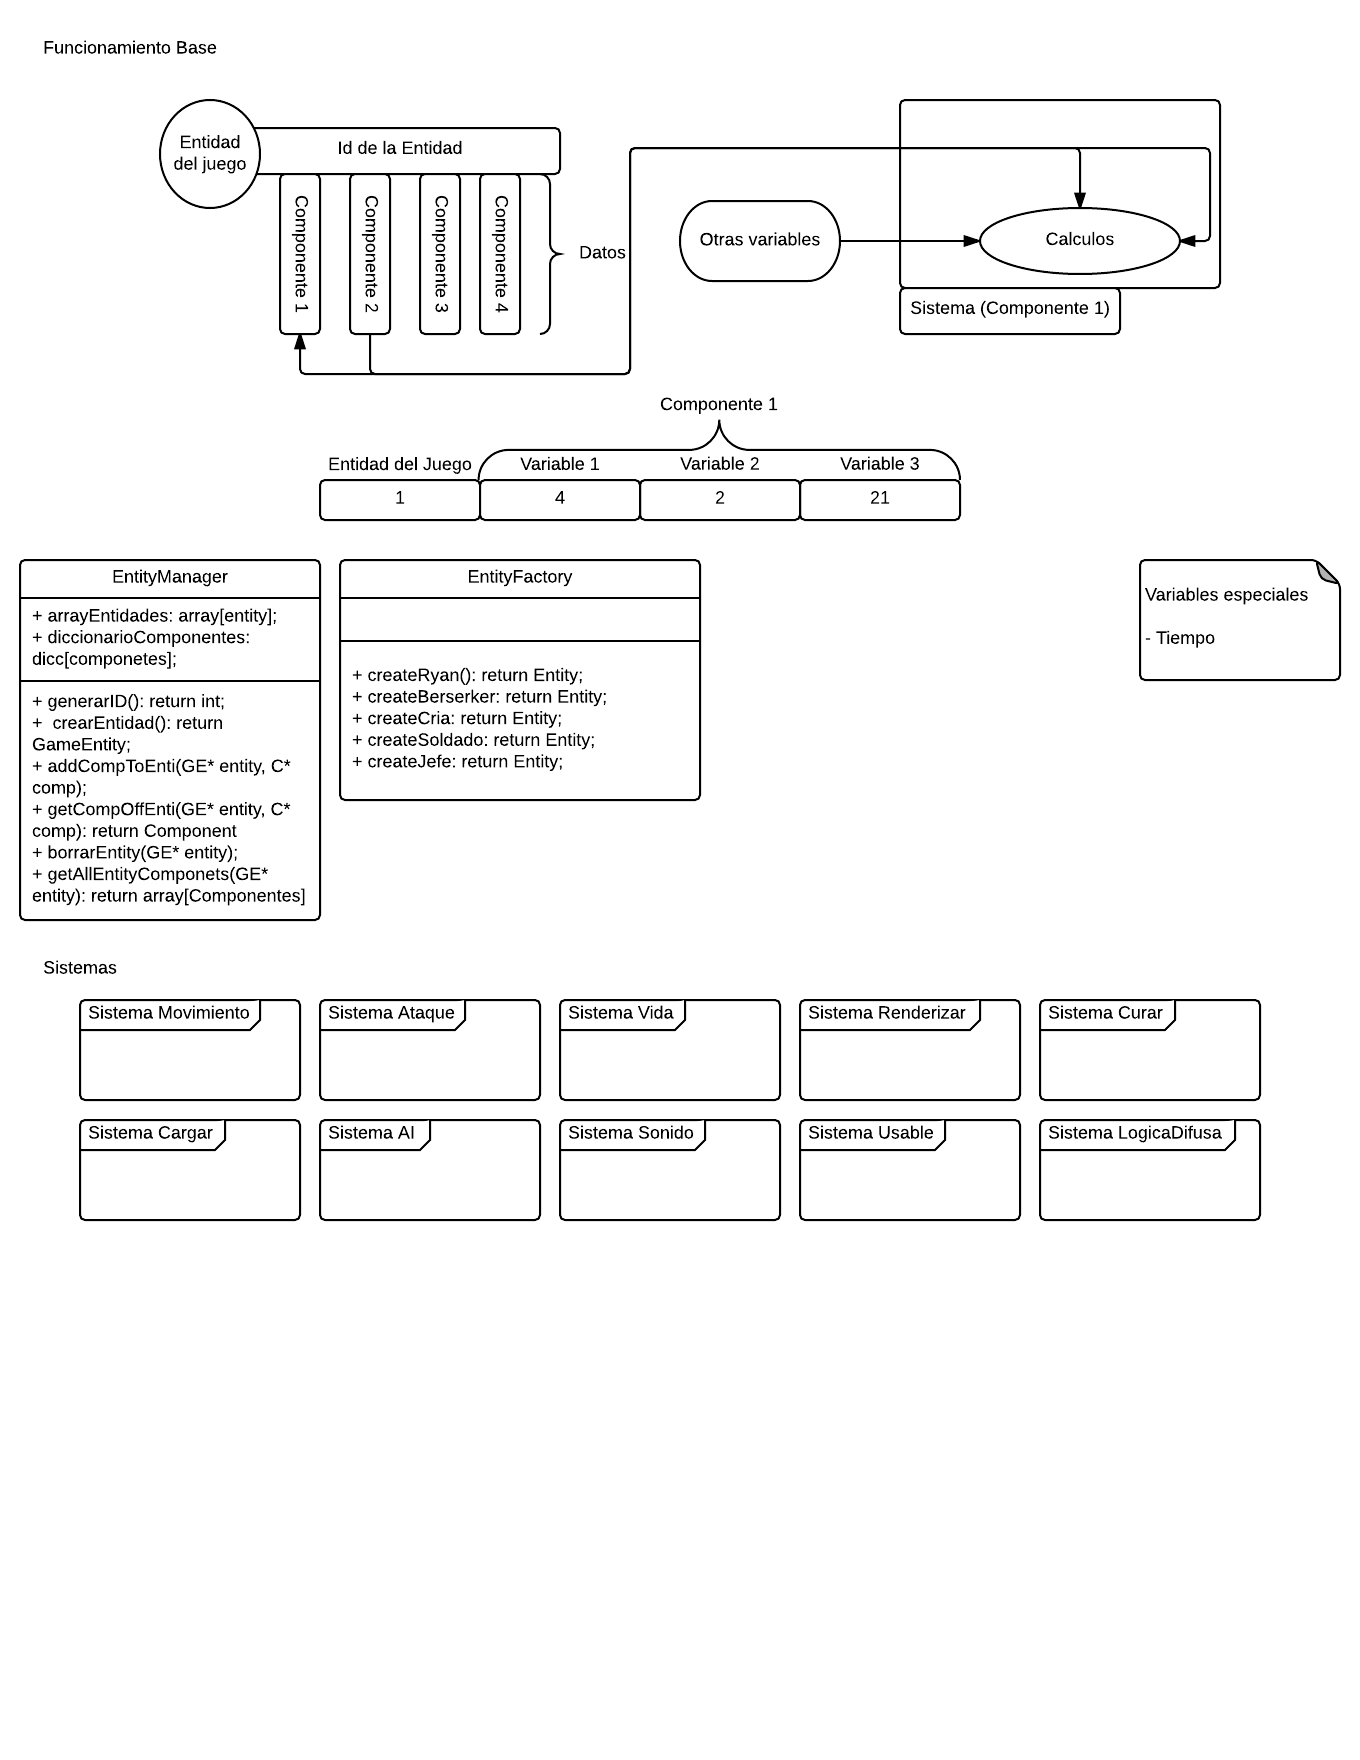 Funcionamiento Base
Entidad
del juego
Id de la Entidad
Componente 1
Componente 2
Componente 3
Componente 4
Datos
Otras variables
Calculos
Sistema (Componente 1)
Componente 1
Entidad del Juego
Variable 1
Variable 2
Variable 3
1
4
2
21
EntityManager
+ arrayEntidades: array[entity];
+ diccionarioComponentes:
dicc[componetes];
+ generarID(): return int;
+  crearEntidad(): return
GameEntity;
+ addCompToEnti(GE* entity, C*
comp);
+ getCompOffEnti(GE* entity, C*
comp): return Component
+ borrarEntity(GE* entity);
+ getAllEntityComponets(GE*
entity): return array[Componentes]
EntityFactory
+ createRyan(): return Entity;
+ createBerserker: return Entity;
+ createCria: return Entity;
+ createSoldado: return Entity;
+ createJefe: return Entity;
Variables especiales
- Tiempo
Sistemas
Sistema Movimiento
Sistema Ataque
Sistema Vida
Sistema Renderizar
Sistema Curar
Sistema Cargar
Sistema AI
Sistema Sonido
Sistema Usable
Sistema LogicaDifusa